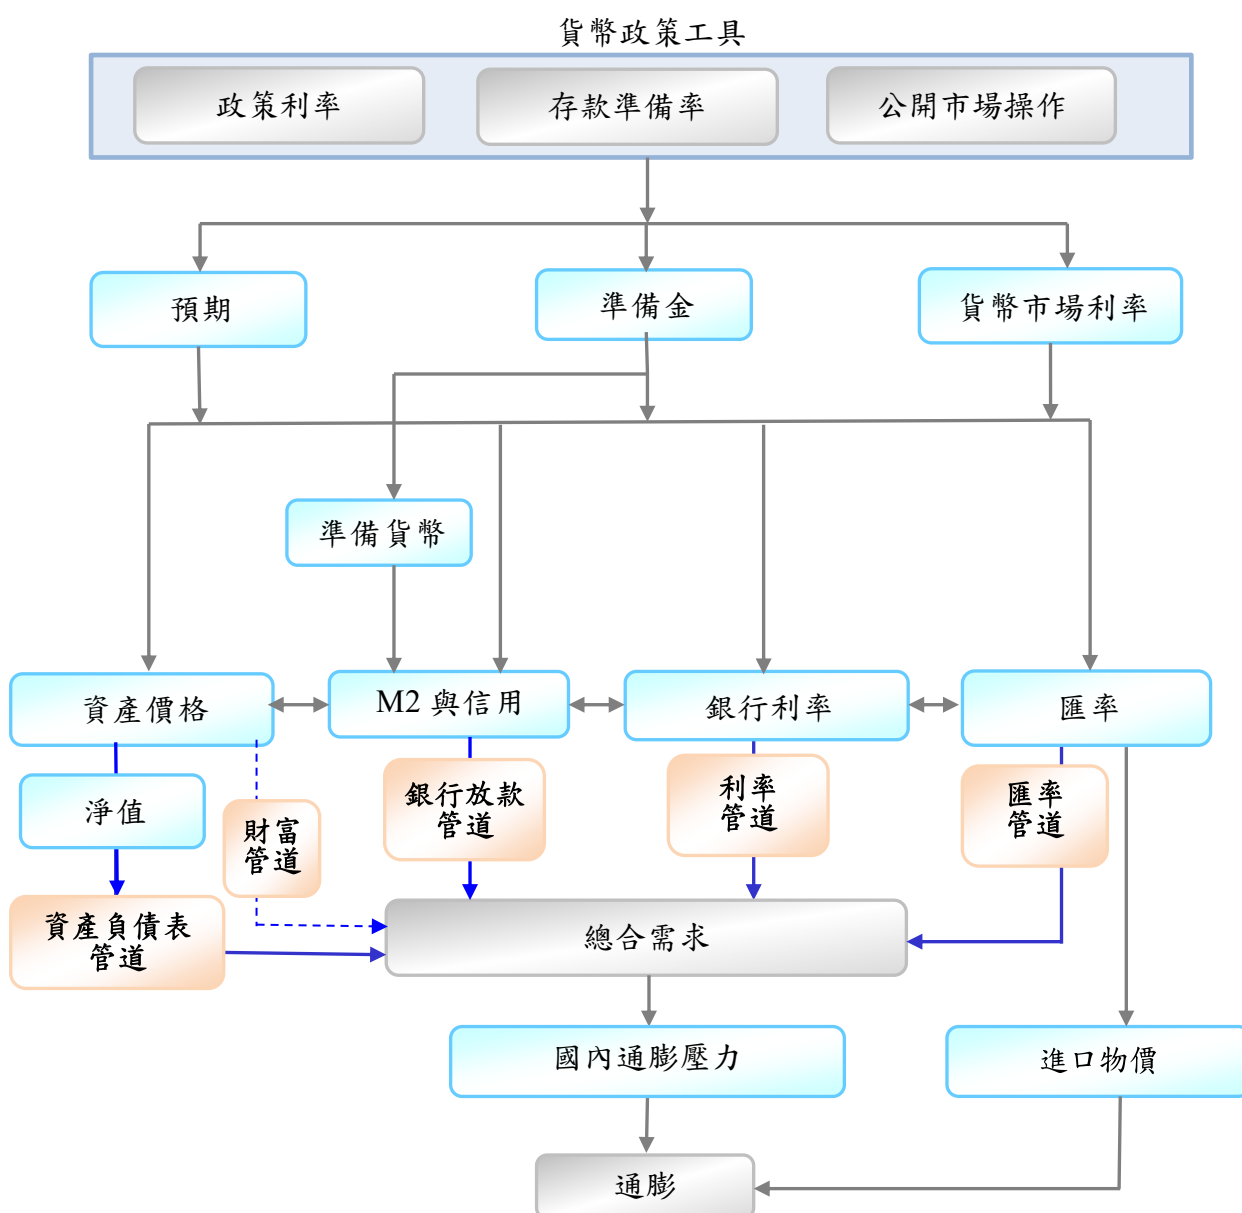 貨幣政策工具
政策利率
存款準備率
公開市場操作
預期
準備金
貨幣市場利率
準備貨幣
資產價格
M2 與信用
銀行利率
匯率
淨值
財富
管道
銀行放款
管道
利率
管道
匯率
管道
資產負債表
管道
總合需求
國內通膨壓力
進口物價
通膨